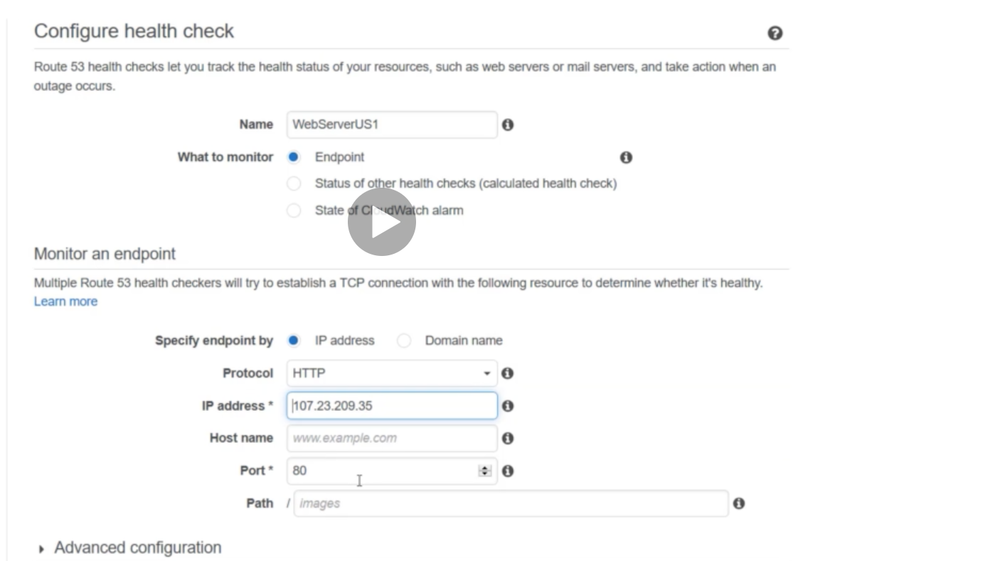 Configure health check
Route 53 health checks let you track the health status of your resources, such as web servers or mail servers, and take action when an
outage occurs.
Name WebServerUS1
What to monitor Endpoint
Status of other health checks (calculated health check)
State of CloudWatch alarm
Monitor an endpoint
Multiple Route 53 health checkers will try to establish a TCP connection with the following resource to determine whether it's healthy.
Learn more
Specify endpoint by IP address Domain name
Protocol HTTP
IP address * 107.23.209.35
Host name www.example.com
Port * 80
Path / images
Advanced configuration